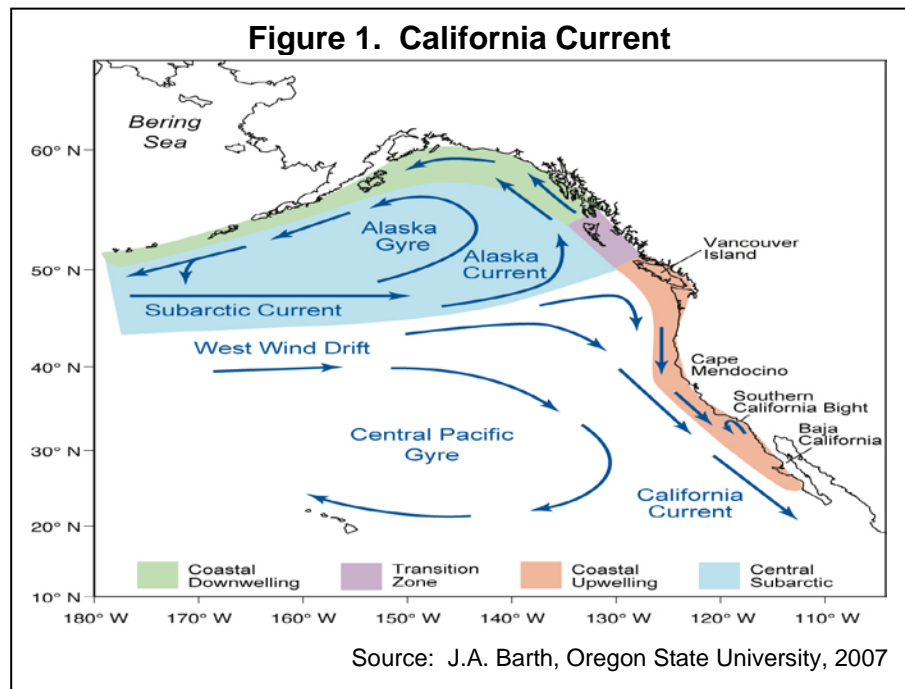 Figure 1.  California Current
Bering
Sea
60° N
Alaska
Gyre
Alaska
Current
Vancouver
Island
50° N
Subarctic Current
West Wind Drift
Cape
Mendocino
40° N
Southern
California Bight
Baja
California
Central Pacific
Gyre
30° N
California
Current
20° N
Coastal
Downwelling
Transition
Zone
Coastal
Upwelling
Central
Subarctic
10° N
180° W 170° W 160° W 150° W 140° W 130° W 120° W 110° W
Source:  J.A. Barth, Oregon State University, 2007